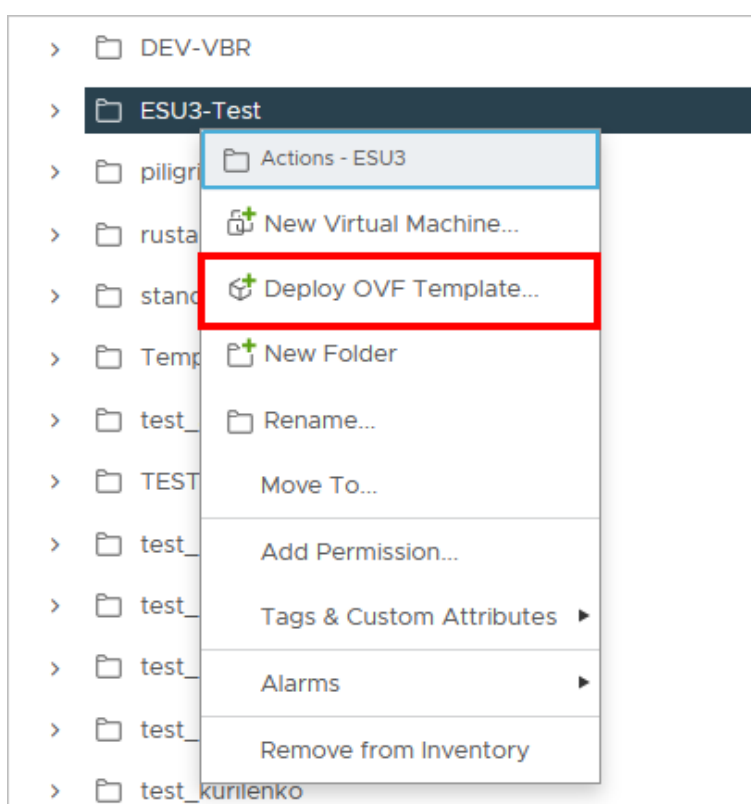 DEV-VBR
ESU3-Test
Actions - ESU3
piligri
New Virtual Machine...
rusta
Deploy OVF Template...
stand
New Folder
Temp
Rename...
test_
Move To...
TEST
Add Permission...
test_
Tags & Custom Attributes
test_
Alarms
test_
test_
Remove from Inventory
test_kurilenko